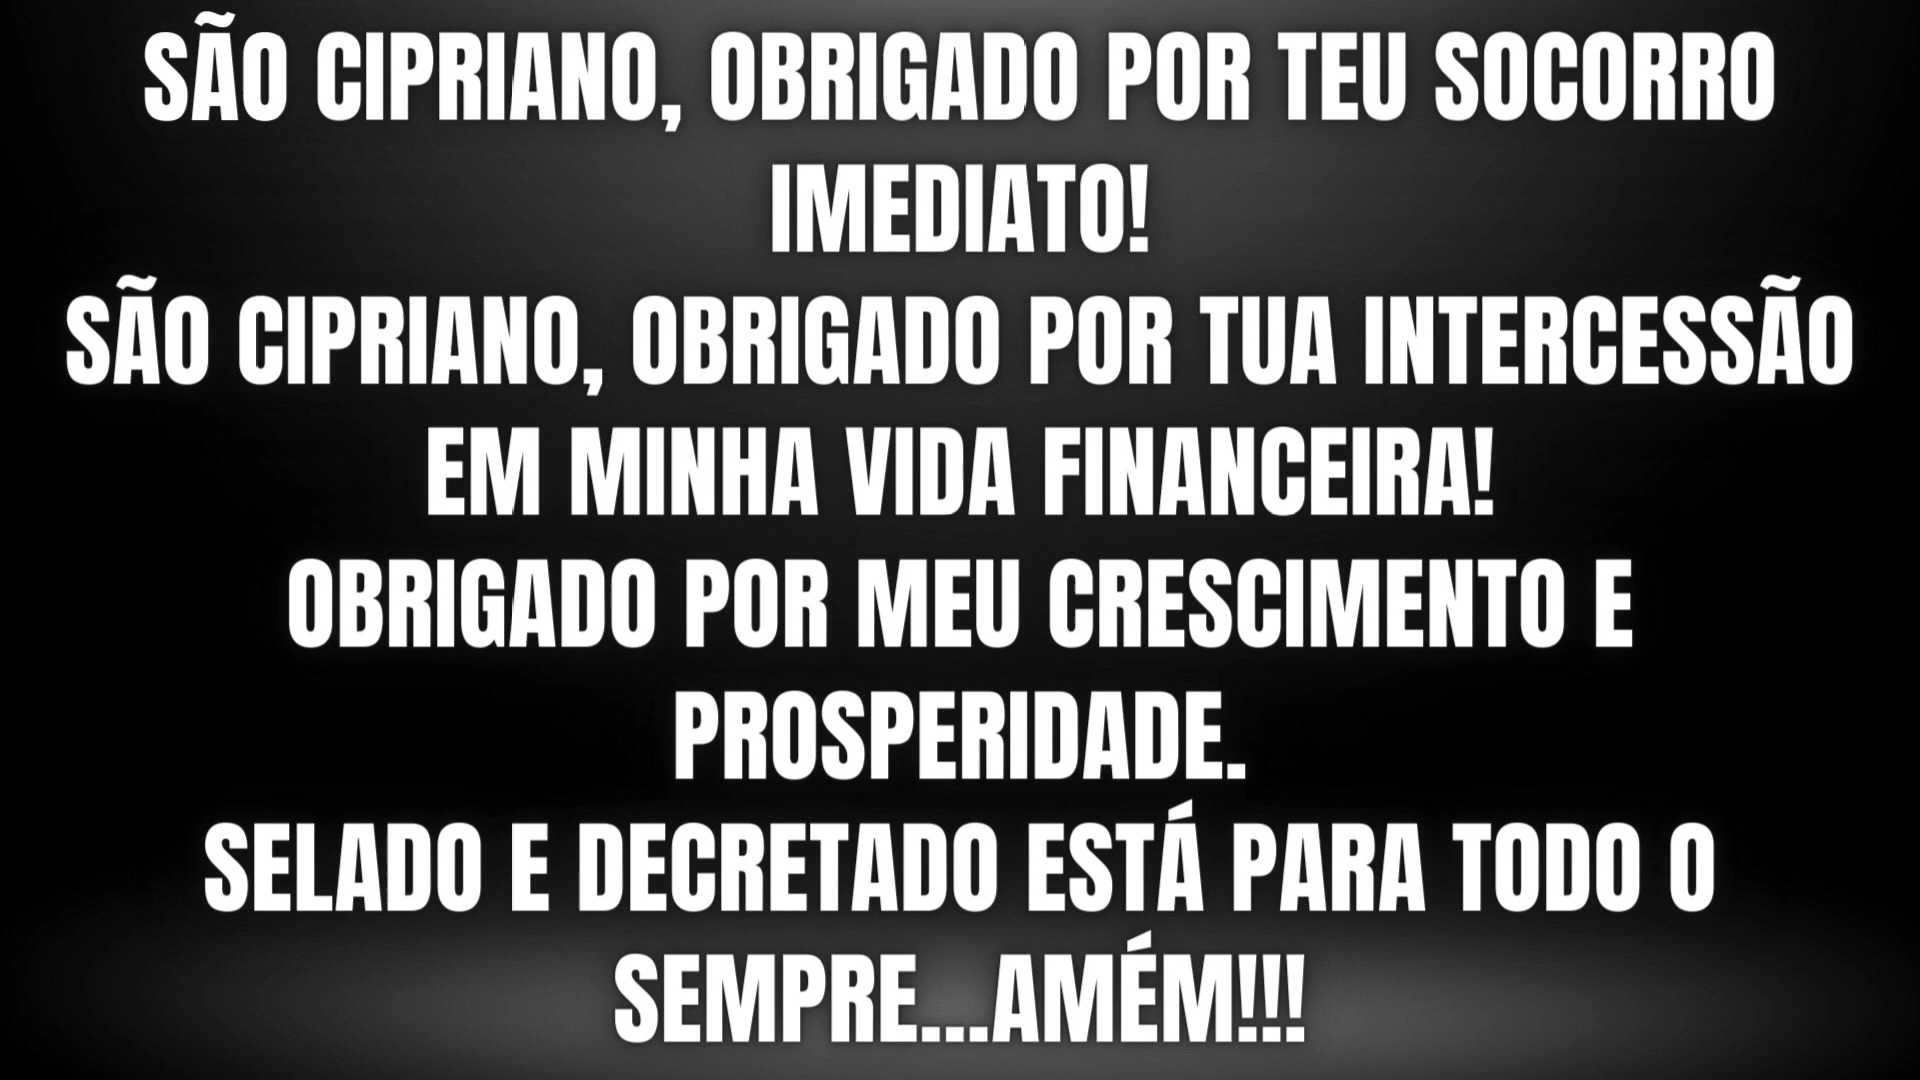 SÃO CIPRIANO, OBRIGADO POR TEU SOCORRO
IMEDIATO!
SÃO CIPRIANO, OBRIGADO POR TUA INTERCESSÃO
EM MINHA VIDA FINANCEIRA!
OBRIGADO POR MEU CRESCIMENTO E
PROSPERIDADE.
SELADO E DECRETADO ESTÁ PARA TODO O
SEMPRE...AMÉM!!!